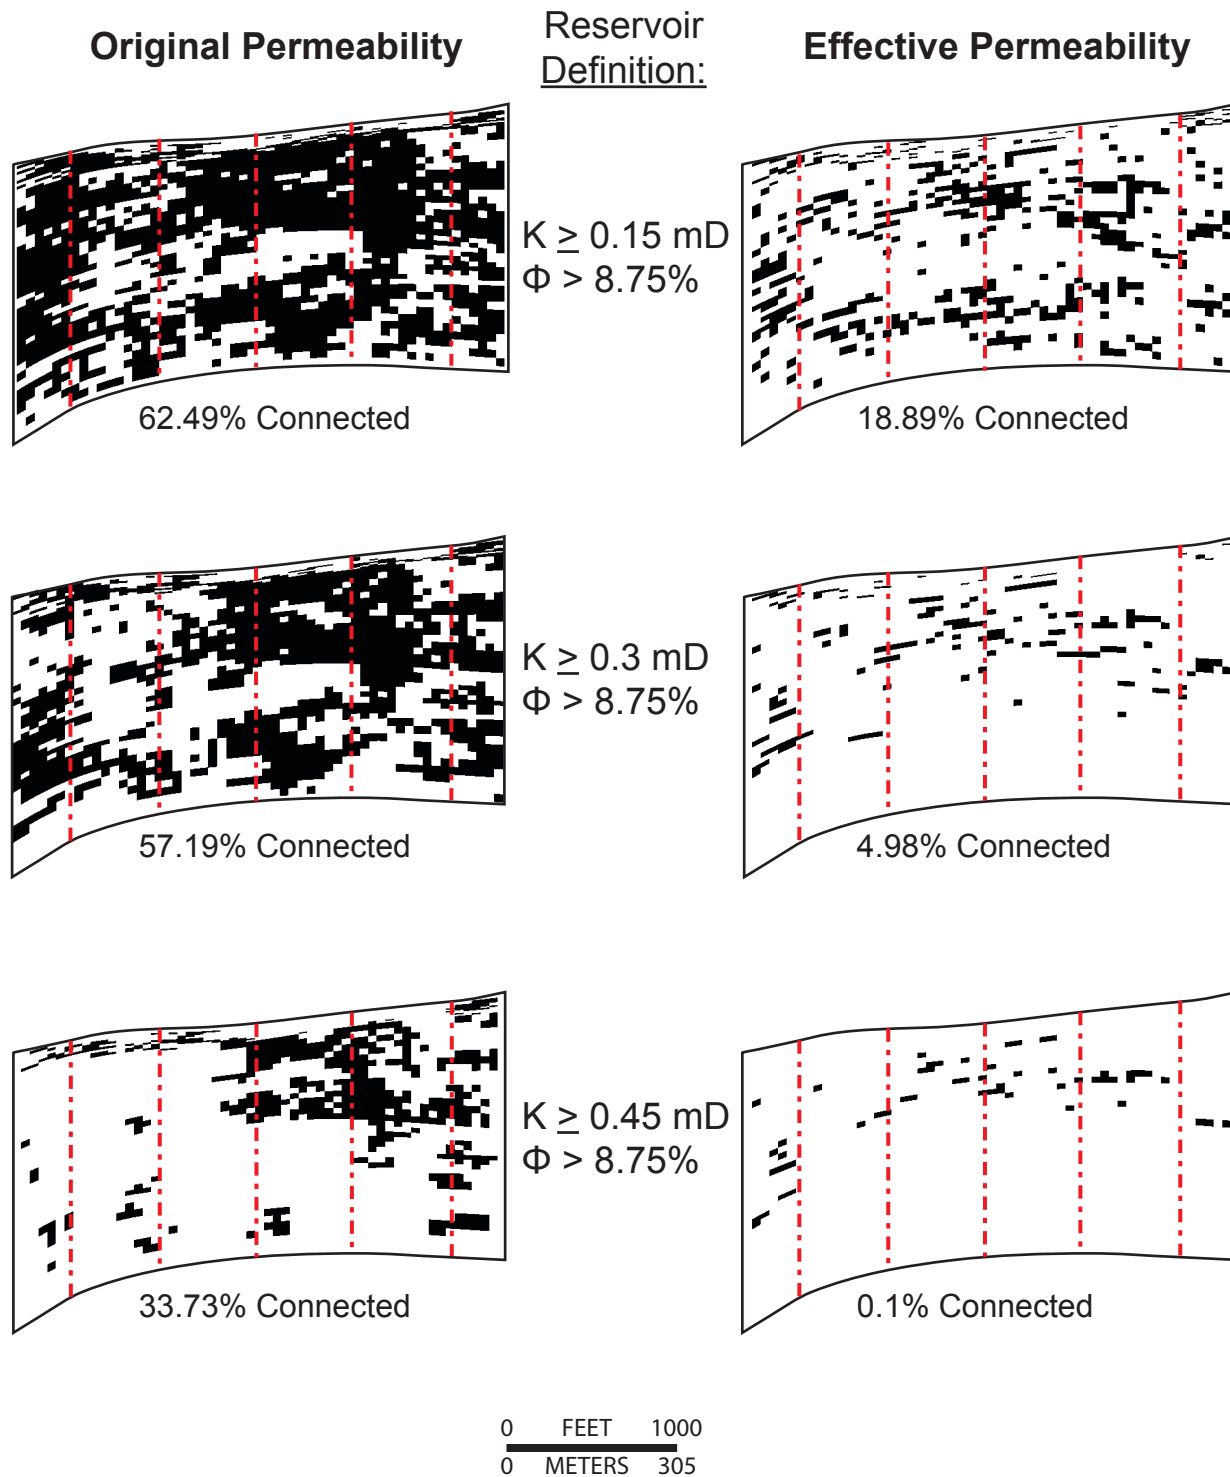 Original Permeability
Reservoir
Definition:
Effective Permeability
K ≥ 0.15 mD
Φ > 8.75%
62.49% Connected
18.89% Connected
K ≥ 0.3 mD
Φ > 8.75%
57.19% Connected
4.98% Connected
K ≥ 0.45 mD
Φ > 8.75%
33.73% Connected
0.1% Connected
0 FEET 1000
0 METERS 305